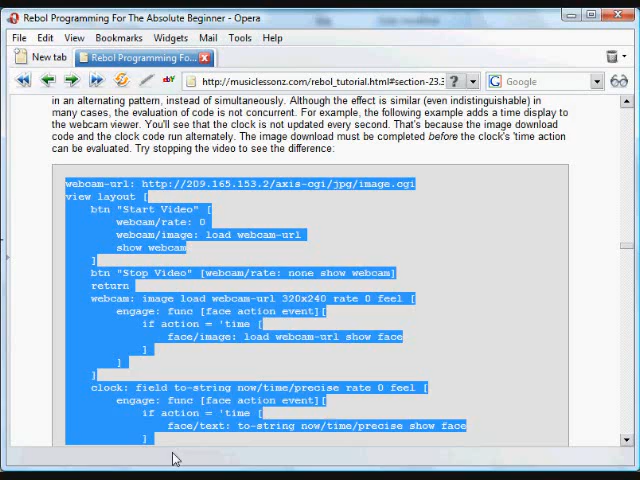 Rebol Programming For The Absolute Beginner - Opera
File Edit View Bookmarks Widgets Mail Tools Help
New tab Rebol Programming For ...
http://musiclessonz.com/rebol_tutorial.html#section-23.3 ? Google
in an alternating pattern, instead of simultaneously. Although the effect is similar (even indistinguishable) in
many cases, the evaluation of code is not concurrent. For example, the following example adds a time display to
the webcam viewer. You'll see that the clock is not updated every second. That's because the image download
code and the clock code run alternately. The image download must be completed before the clock's 'time action
can be evaluated. Try stopping the video to see the difference:
webcam-url: http://209.165.153.2/axis-cgi/jpg/image.cgi
view layout [
btn "Start Video" [
webcam/rate: 0
webcam/image: load webcam-url
show webcam
]
btn "Stop Video" [webcam/rate: none show webcam]
return
webcam: image load webcam-url 320x240 rate 0 feel [
engage: func [face action event][
if action = 'time [
face/image: load webcam-url show face
]
]
]
clock: field to-string now/time/precise rate 0 feel [
engage: func [face action event][
if action = 'time [
face/text: to-string now/time/precise show face
]